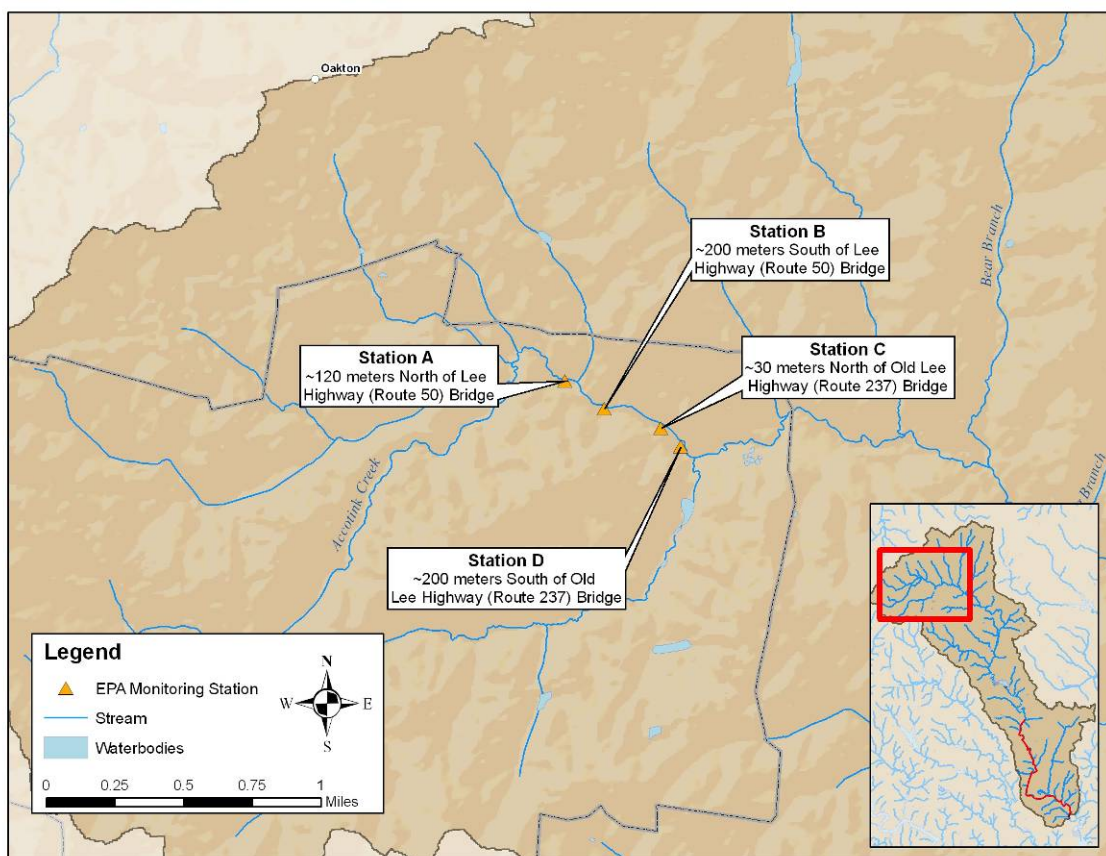 Oakton
Station B
~200 meters South of Lee
Highway (Route 50) Bridge
Bear Branch
Station A
~120 meters North of Lee
Highway (Route 50) Bridge
Station C
~30 meters North of Old Lee
Highway (Route 237) Bridge
Accotink Creek
Branch
Station D
~200 meters South of Old
Lee Highway (Route 237) Bridge
Legend
EPA Monitoring Station
Stream
Waterbodies
N
W
E
S
0 0.25 0.5 0.75 1
Miles